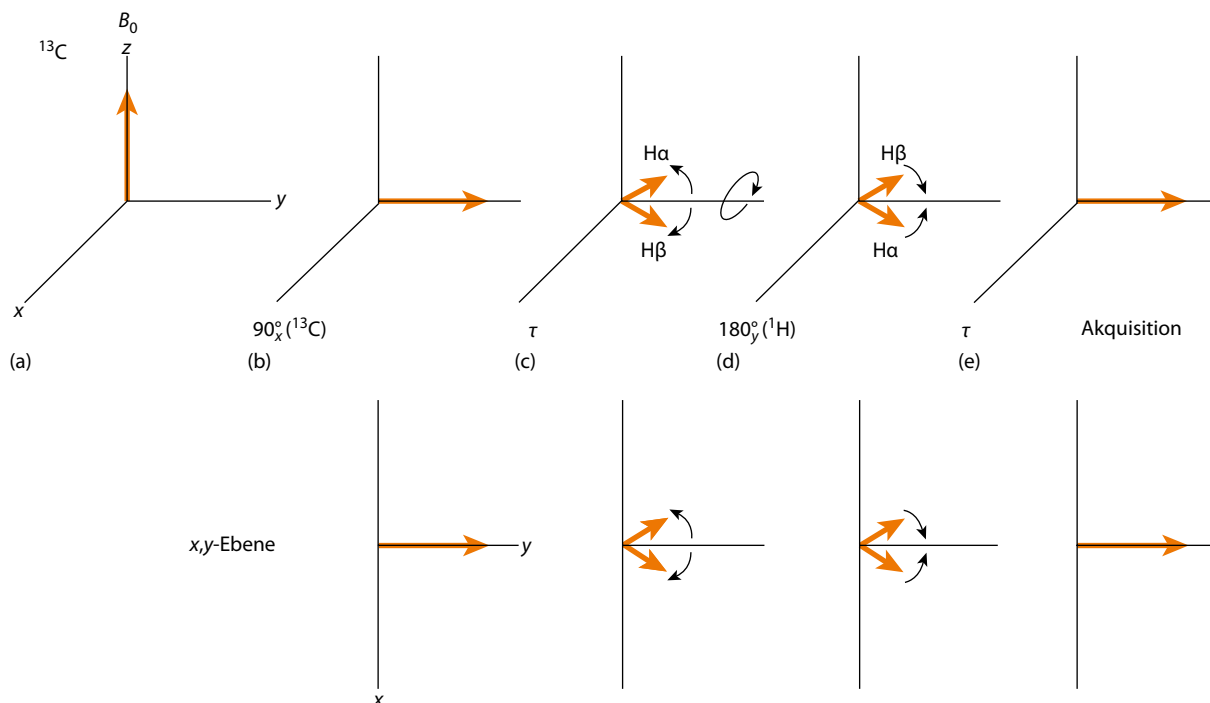 B₀
¹³C
z
y
x
Hα
Hβ
Hβ
Hα
90°ₓ (¹³C)
τ
180°ᵧ (¹H)
τ
Akquisition
(a)
(b)
(c)
(d)
(e)
x,y-Ebene
y
x